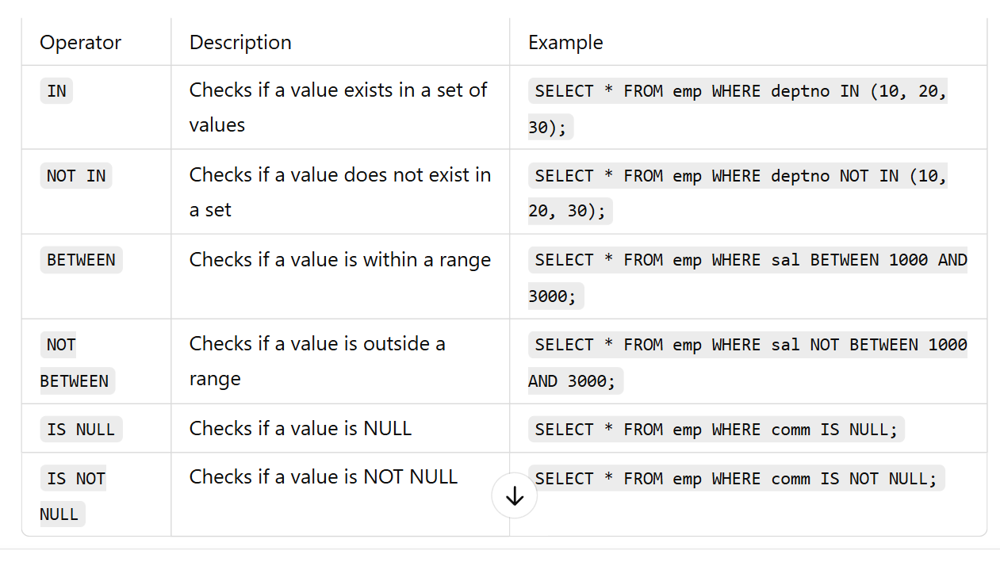 Operator Description Example
IN Checks if a value exists in a set of SELECT * FROM emp WHERE deptno IN (10, 20,
values 30);
NOT IN Checks if a value does not exist in SELECT * FROM emp WHERE deptno NOT IN (10,
a set 20, 30);
BETWEEN Checks if a value is within a range SELECT * FROM emp WHERE sal BETWEEN 1000 AND
3000;
NOT Checks if a value is outside a SELECT * FROM emp WHERE sal NOT BETWEEN 1000
BETWEEN range AND 3000;
IS NULL Checks if a value is NULL SELECT * FROM emp WHERE comm IS NULL;
IS NOT Checks if a value is NOT NULL SELECT * FROM emp WHERE comm IS NOT NULL;
NULL